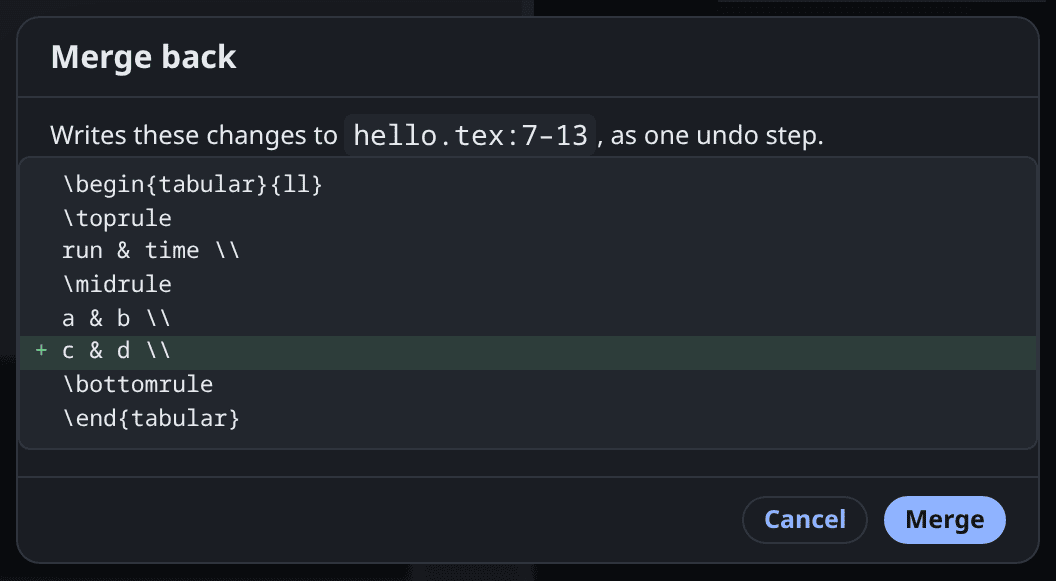 Merge back
Writes these changes to hello.tex:7–13, as one undo step.
\begin{tabular}{ll}
\toprule
run & time \\
\midrule
a & b \\
+ c & d \\
\bottomrule
\end{tabular}
Cancel Merge